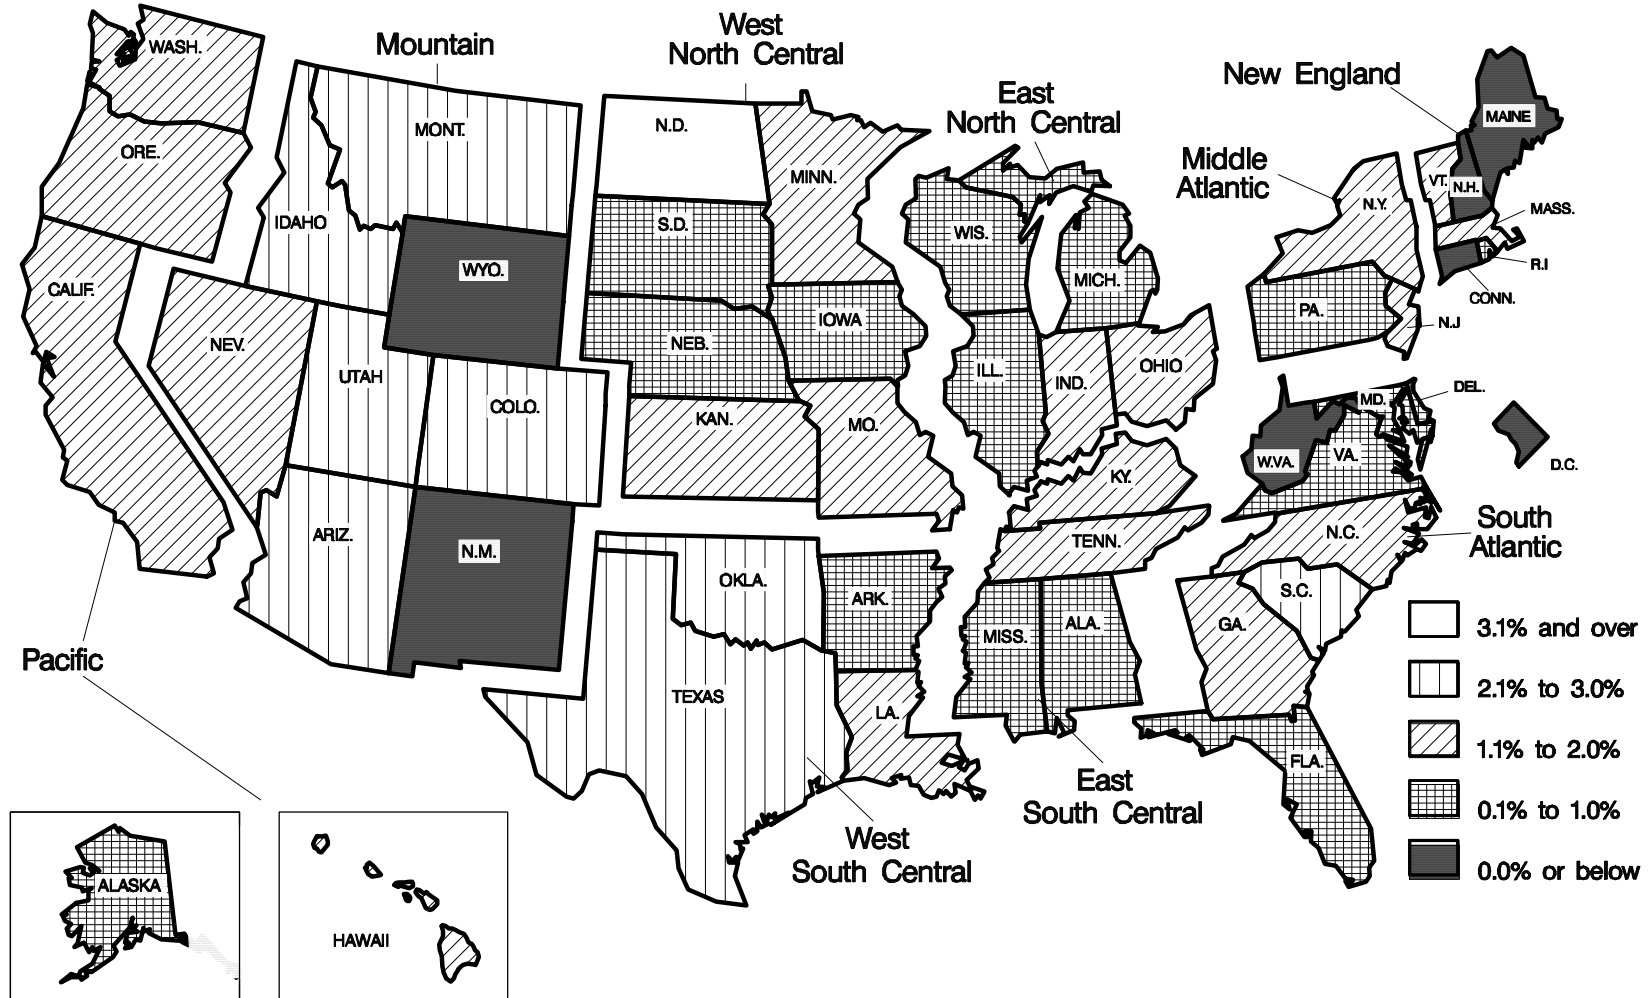 West
North Central
Mountain
WASH.
New England
East
North Central
MAINE
N.D.
MONT.
ORE.
Middle
Atlantic
MINN.
VT.
N.H.
N.Y.
MASS.
IDAHO
S.D.
WIS.
R.I
WYO.
MICH.
CALIF.
CONN.
PA.
IOWA
N.J
NEV.
NEB.
OHIO
ILL.
UTAH
IND.
DEL.
MD.
COLO.
KAN.
MO.
VA.
W.VA.
D.C.
KY.
South
Atlantic
N.C.
ARIZ.
TENN.
N.M.
OKLA.
S.C.
ARK.
GA.
ALA.
MISS.
3.1% and over
Pacific
2.1% to 3.0%
TEXAS
LA.
1.1% to 2.0%
FLA.
East
South Central
0.1% to 1.0%
West
South Central
0.0% or below
ALASKA
HAWAII